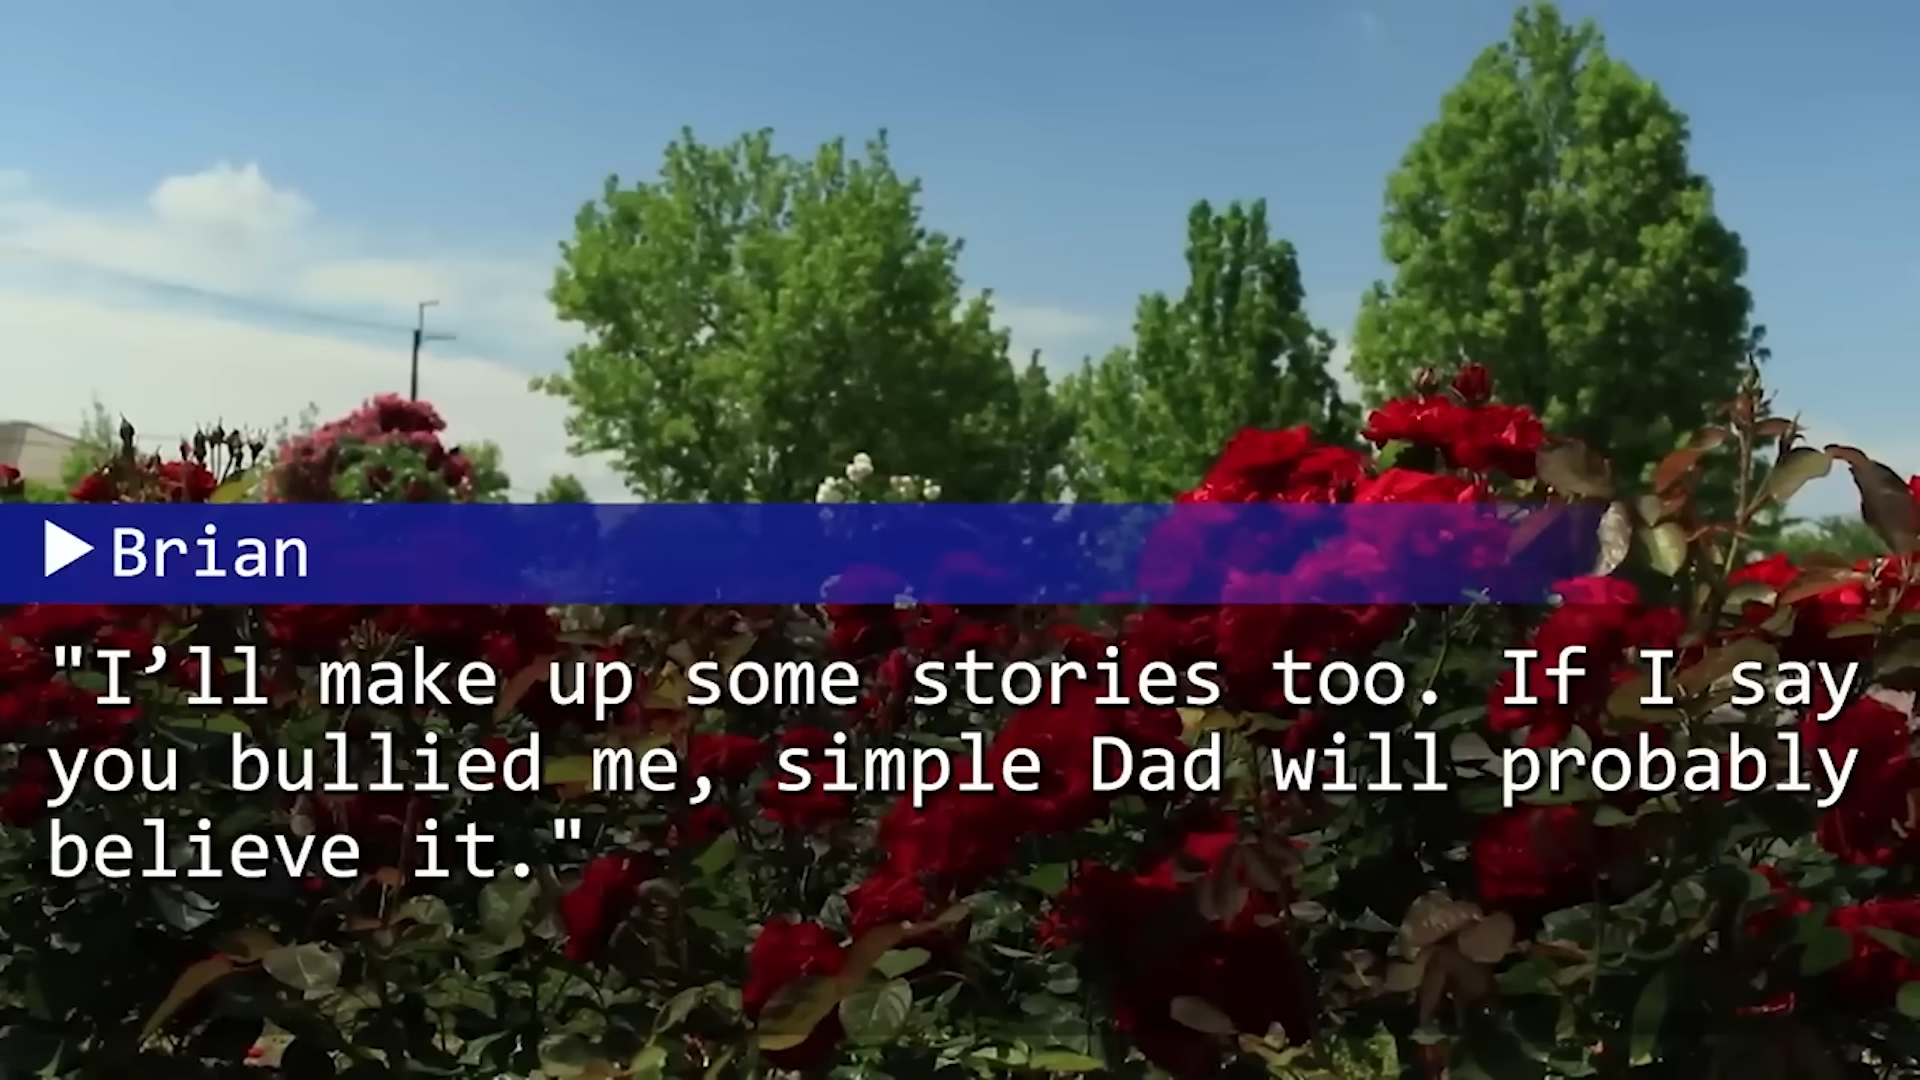 Brian
"I’ll make up some stories too. If I say
you bullied me, simple Dad will probably
believe it."